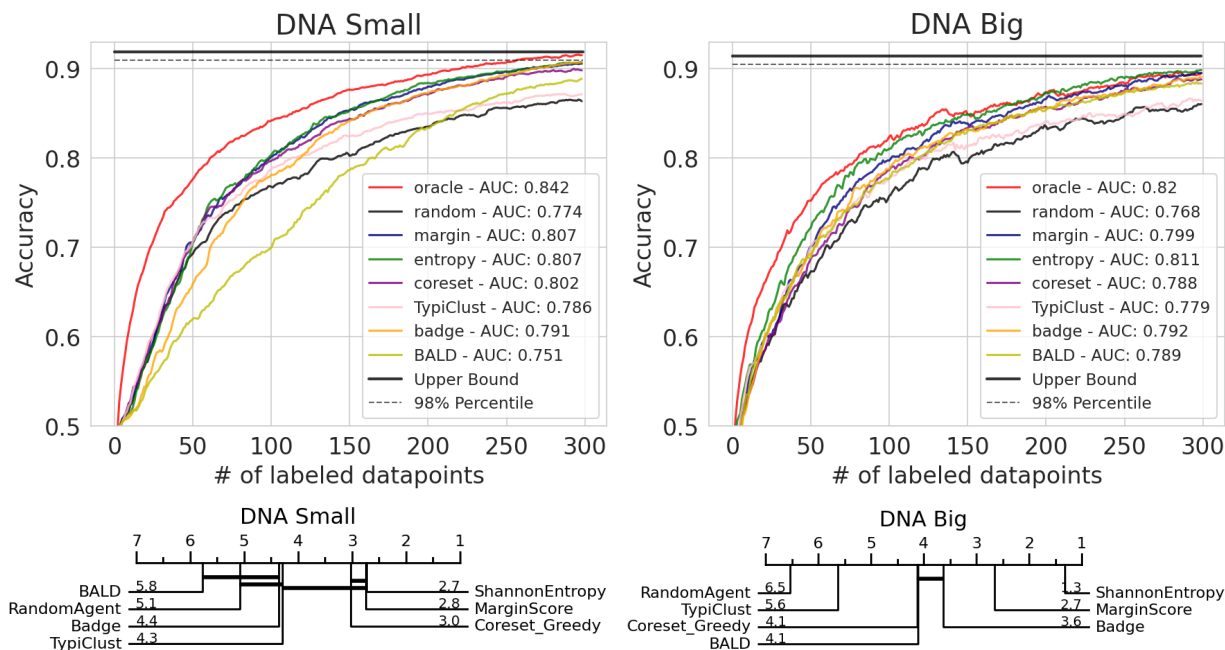 DNA Small
0.9
0.8
0.7
0.6
0.5
Accuracy
oracle - AUC: 0.842
random - AUC: 0.774
margin - AUC: 0.807
entropy - AUC: 0.807
coreset - AUC: 0.802
TypiClust - AUC: 0.786
badge - AUC: 0.791
BALD - AUC: 0.751
Upper Bound
98% Percentile
0 50 100 150 200 250 300
# of labeled datapoints
DNA Big
0.9
0.8
0.7
0.6
0.5
Accuracy
oracle - AUC: 0.82
random - AUC: 0.768
margin - AUC: 0.799
entropy - AUC: 0.811
coreset - AUC: 0.788
TypiClust - AUC: 0.779
badge - AUC: 0.792
BALD - AUC: 0.789
Upper Bound
98% Percentile
0 50 100 150 200 250 300
# of labeled datapoints
DNA Small
7 6 5 4 3 2 1
BALD 5.8 2.7 ShannonEntropy
RandomAgent 5.1 2.8 MarginScore
Badge 4.4 3.0 Coreset_Greedy
TypiClust 4.3
DNA Big
7 6 5 4 3 2 1
RandomAgent 6.5 1.3 ShannonEntropy
TypiClust 5.6 2.7 MarginScore
Coreset_Greedy 4.1 3.6 Badge
BALD 4.1